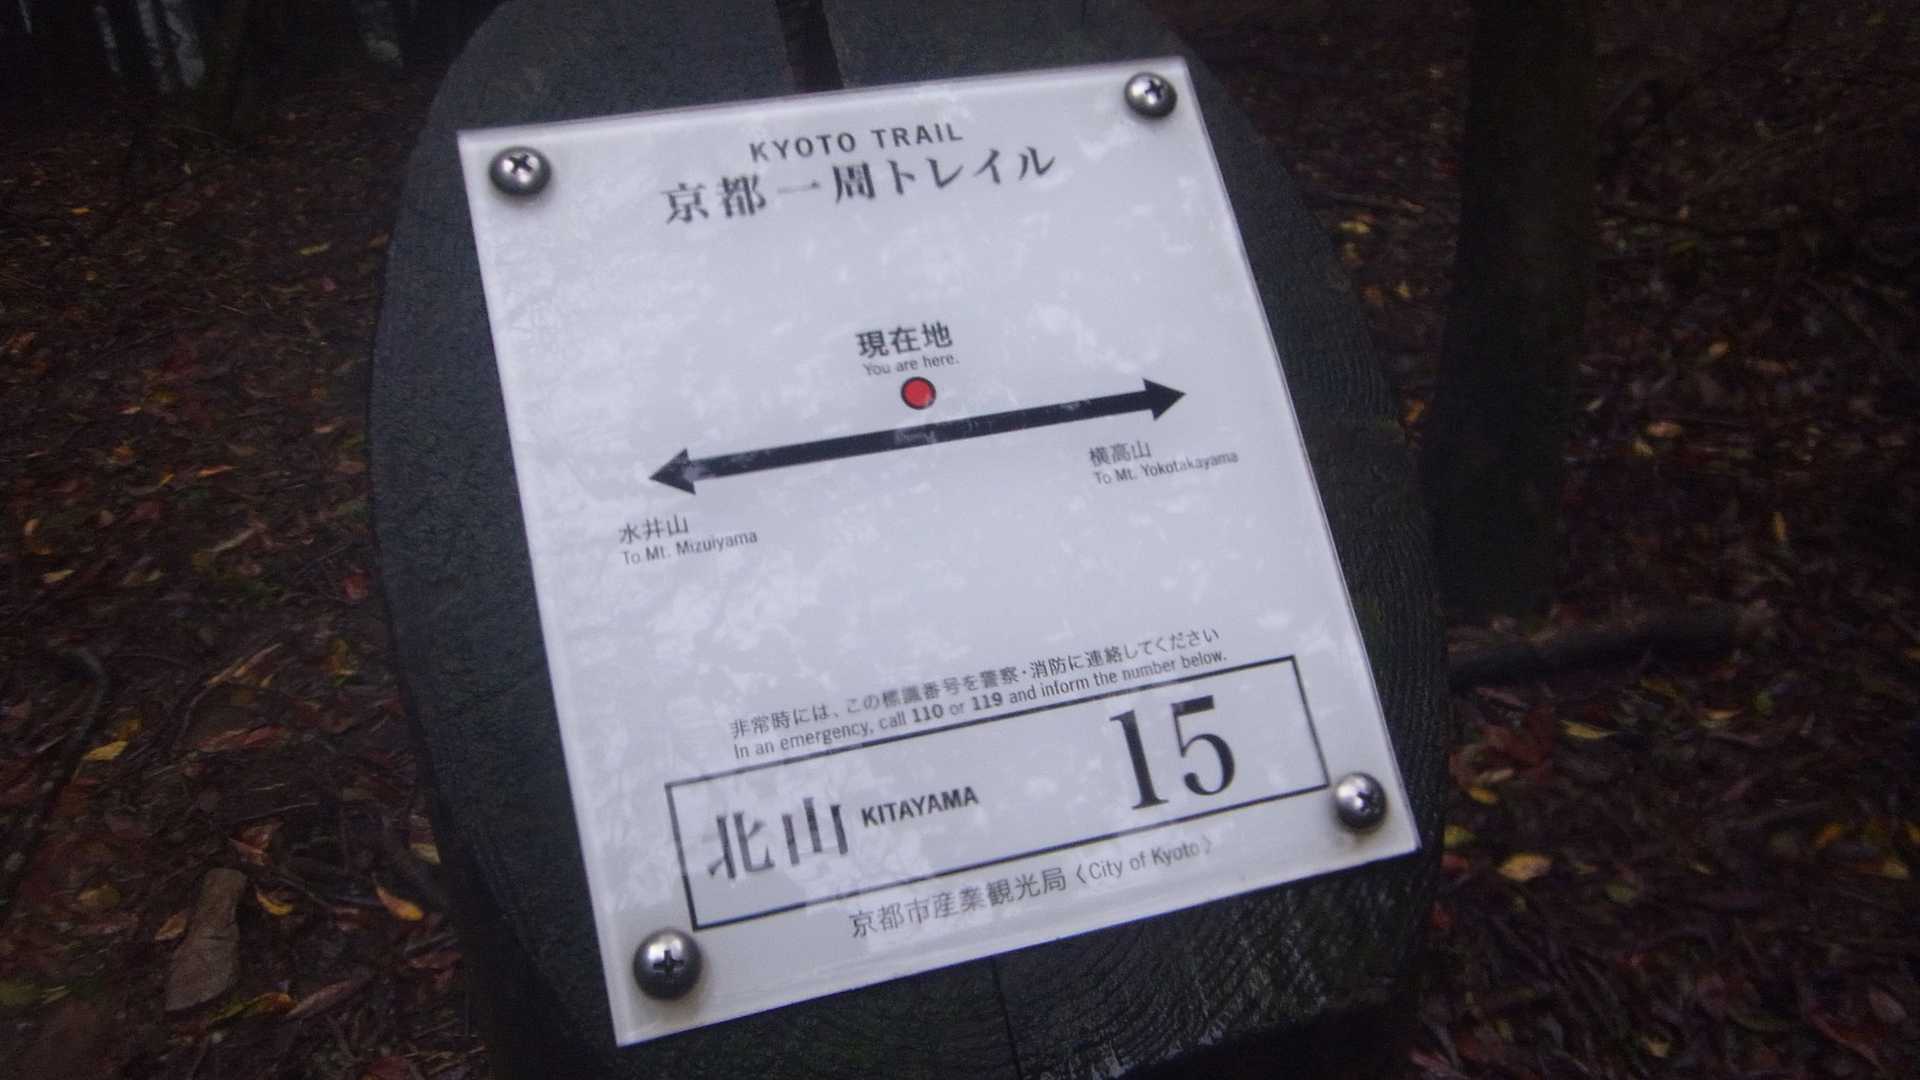 KYOTO TRAIL
京都一周トレイル
現在地
You are here.
横高山
To Mt. Yokotakayama
水井山
To Mt. Mizuiyama
非常時には、この標識番号を警察・消防に連絡してください
In an emergency, call 110 or 119 and inform the number below.
北山 KITAYAMA 15
京都市産業観光局〈City of Kyoto〉